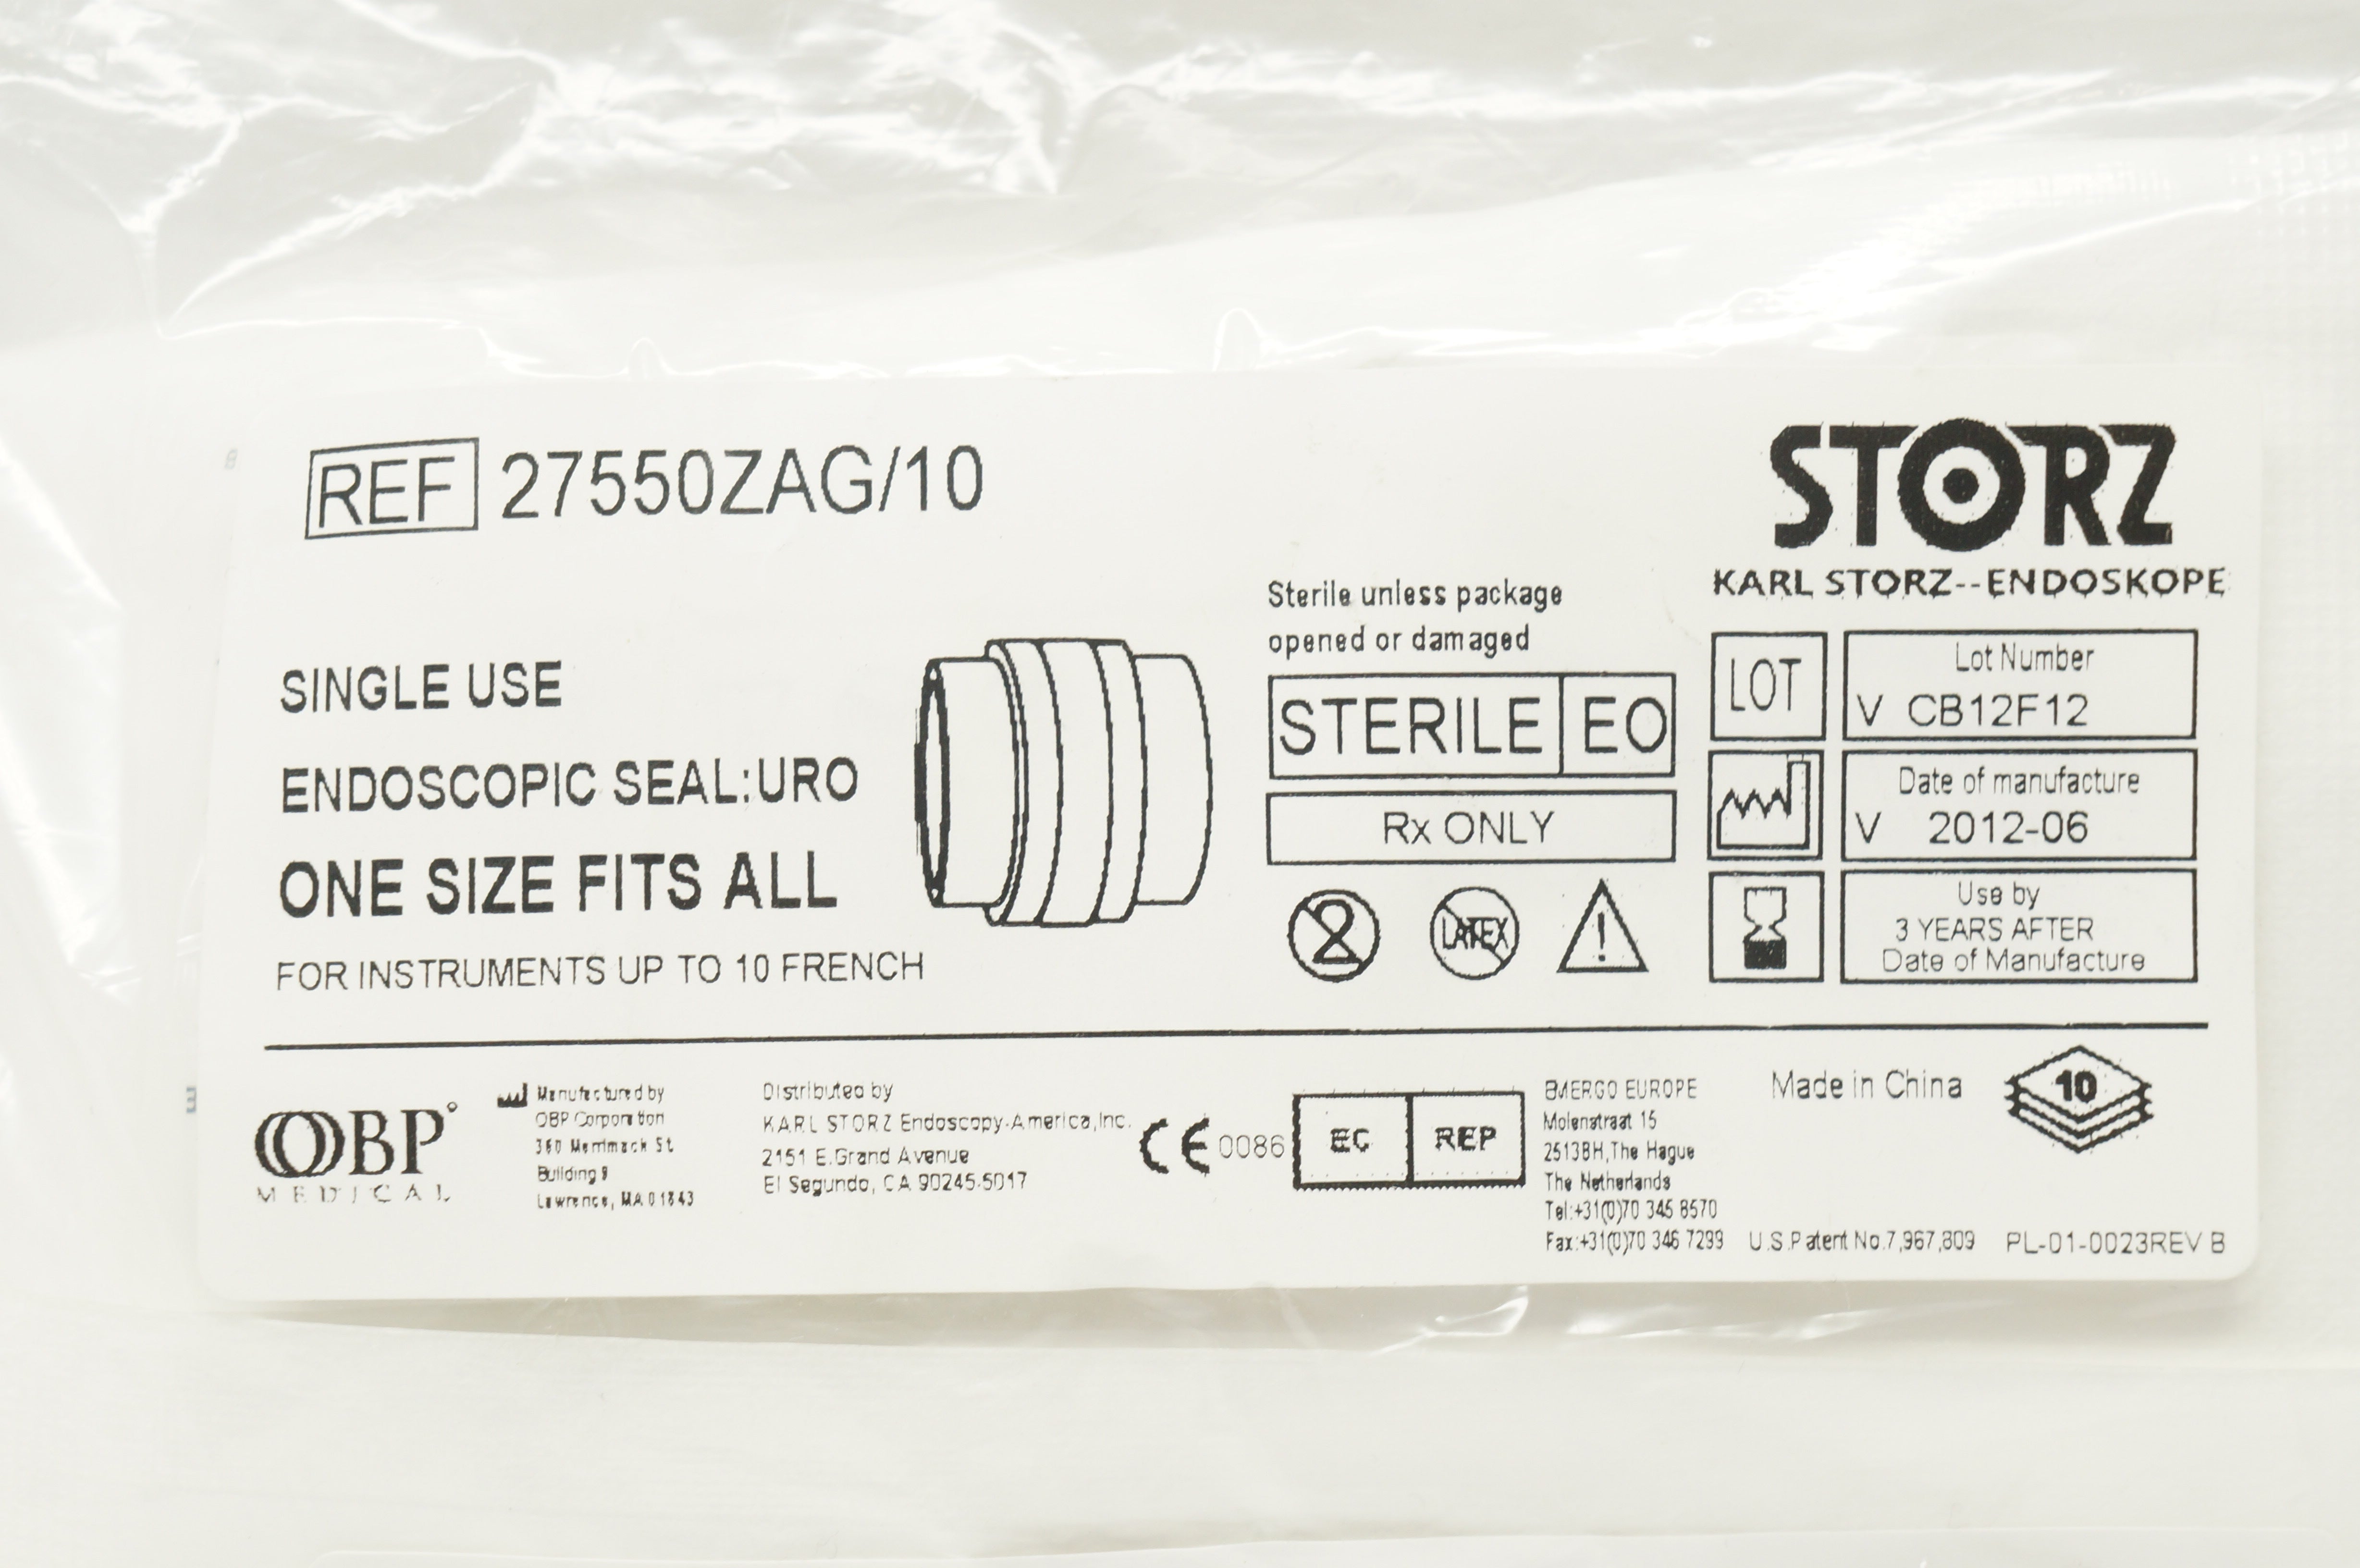 REF 27550ZAG/10
STORZ
KARL STORZ--ENDOSKOPE
SINGLE USE
ENDOSCOPIC SEAL:URO
ONE SIZE FITS ALL
FOR INSTRUMENTS UP TO 10 FRENCH
Sterile unless package
opened or damaged
STERILE EO
Rx ONLY
2
LATEX
!
LOT
Lot Number
V CB12F12
Date of manufacture
V 2012-06
Use by
3 YEARS AFTER
Date of Manufacture
OBP
MEDICAL
Manufactured by
OBP Corporation
360 Merrimack St.
Building 9
Lawrence, MA 01843
Distributed by
KARL STORZ Endoscopy-America,Inc.
2151 E.Grand Avenue
El Segundo, CA 90245-5017
CE 0086
EC REP
EMERGO EUROPE
Molenstraat 15
2513BH,The Hague
The Netherlands
Tel:+31(0)70 345 8570
Fax:+31(0)70 346 7299
Made in China
10
U.S.Patent No.7,967,809
PL-01-0023REV B